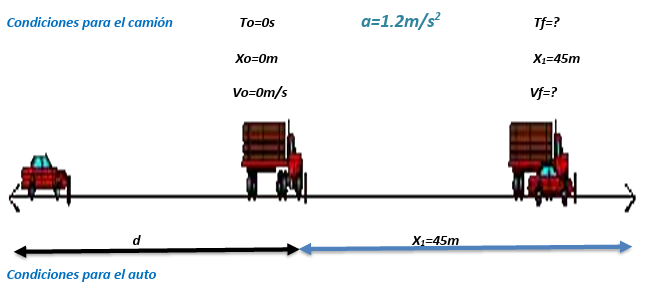 Condiciones para el camión To=0s a=1.2m/s² Tf=?
Xo=0m X₁=45m
Vo=0m/s Vf=?
d X₁=45m
Condiciones para el auto